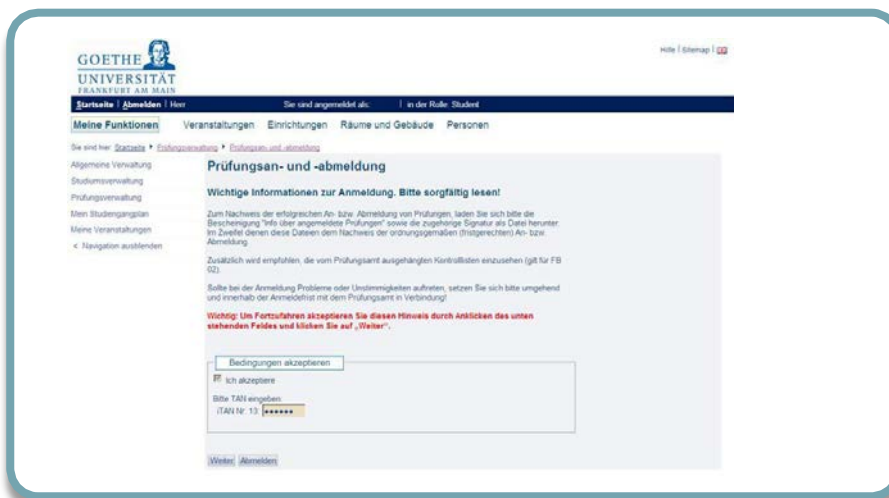 Hilfe | Sitemap |
GOETHE
UNIVERSITÄT
FRANKFURT AM MAIN
Startseite | Abmelden | Herr Sie sind angemeldet als: | in der Rolle: Student
Meine Funktionen Veranstaltungen Einrichtungen Räume und Gebäude Personen
Sie sind hier: Startseite Prüfungsverwaltung Prüfungsan- und -abmeldung
Allgemeine Verwaltung
Studiumsverwaltung
Prüfungsverwaltung
Mein Studiengangplan
Meine Veranstaltungen
< Navigation ausblenden
Prüfungsan- und -abmeldung
Wichtige Informationen zur Anmeldung. Bitte sorgfältig lesen!
Zum Nachweis der erfolgreichen An- bzw. Abmeldung von Prüfungen, laden Sie sich bitte die
Bescheinigung "Info über angemeldete Prüfungen" sowie die zugehörige Signatur als Datei herunter.
Im Zweifel dienen diese Dateien dem Nachweis der ordnungsgemäßen (fristgerechten) An- bzw.
Abmeldung.
Zusätzlich wird empfohlen, die vom Prüfungsamt ausgehängten Kontrolllisten einzusehen (gilt für FB
02).
Sollte bei der Anmeldung Probleme oder Unstimmigkeiten auftreten, setzen Sie sich bitte umgehend
und innerhalb der Anmeldefrist mit dem Prüfungsamt in Verbindung!
Wichtig: Um Fortzufahren akzeptieren Sie diesen Hinweis durch Anklicken des unten
stehenden Feldes und klicken Sie auf „Weiter“.
Bedingungen akzeptieren
Ich akzeptiere
Bitte TAN eingeben
iTAN Nr. 13: ••••••
Weiter Abmelden